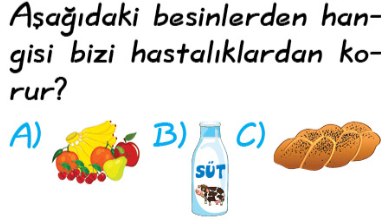 Aşağıdaki besinlerden han-
gisi bizi hastalıklardan ko-
rur?
A) B) C)
SÜT